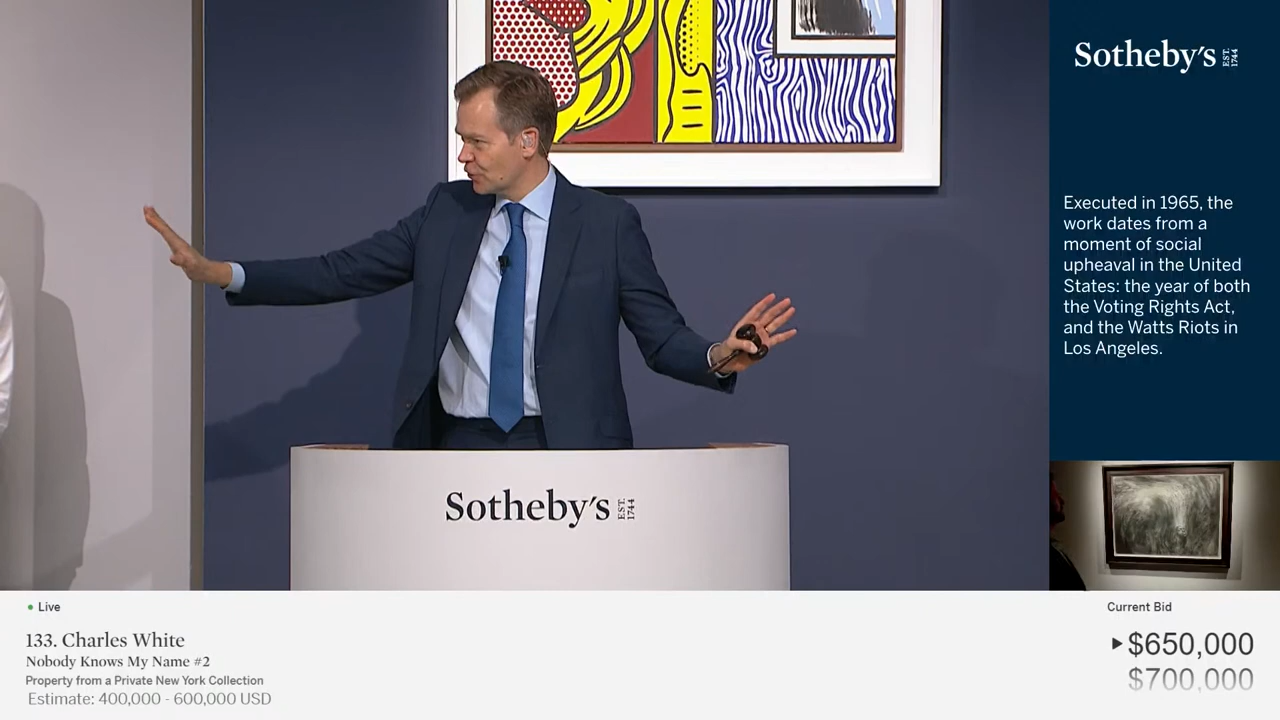 Sotheby's EST. 1744
Executed in 1965, the
work dates from a
moment of social
upheaval in the United
States: the year of both
the Voting Rights Act,
and the Watts Riots in
Los Angeles.
Sotheby's EST. 1744
Live
133. Charles White
Nobody Knows My Name #2
Property from a Private New York Collection
Estimate: 400,000 - 600,000 USD
Current Bid
$650,000
$700,000